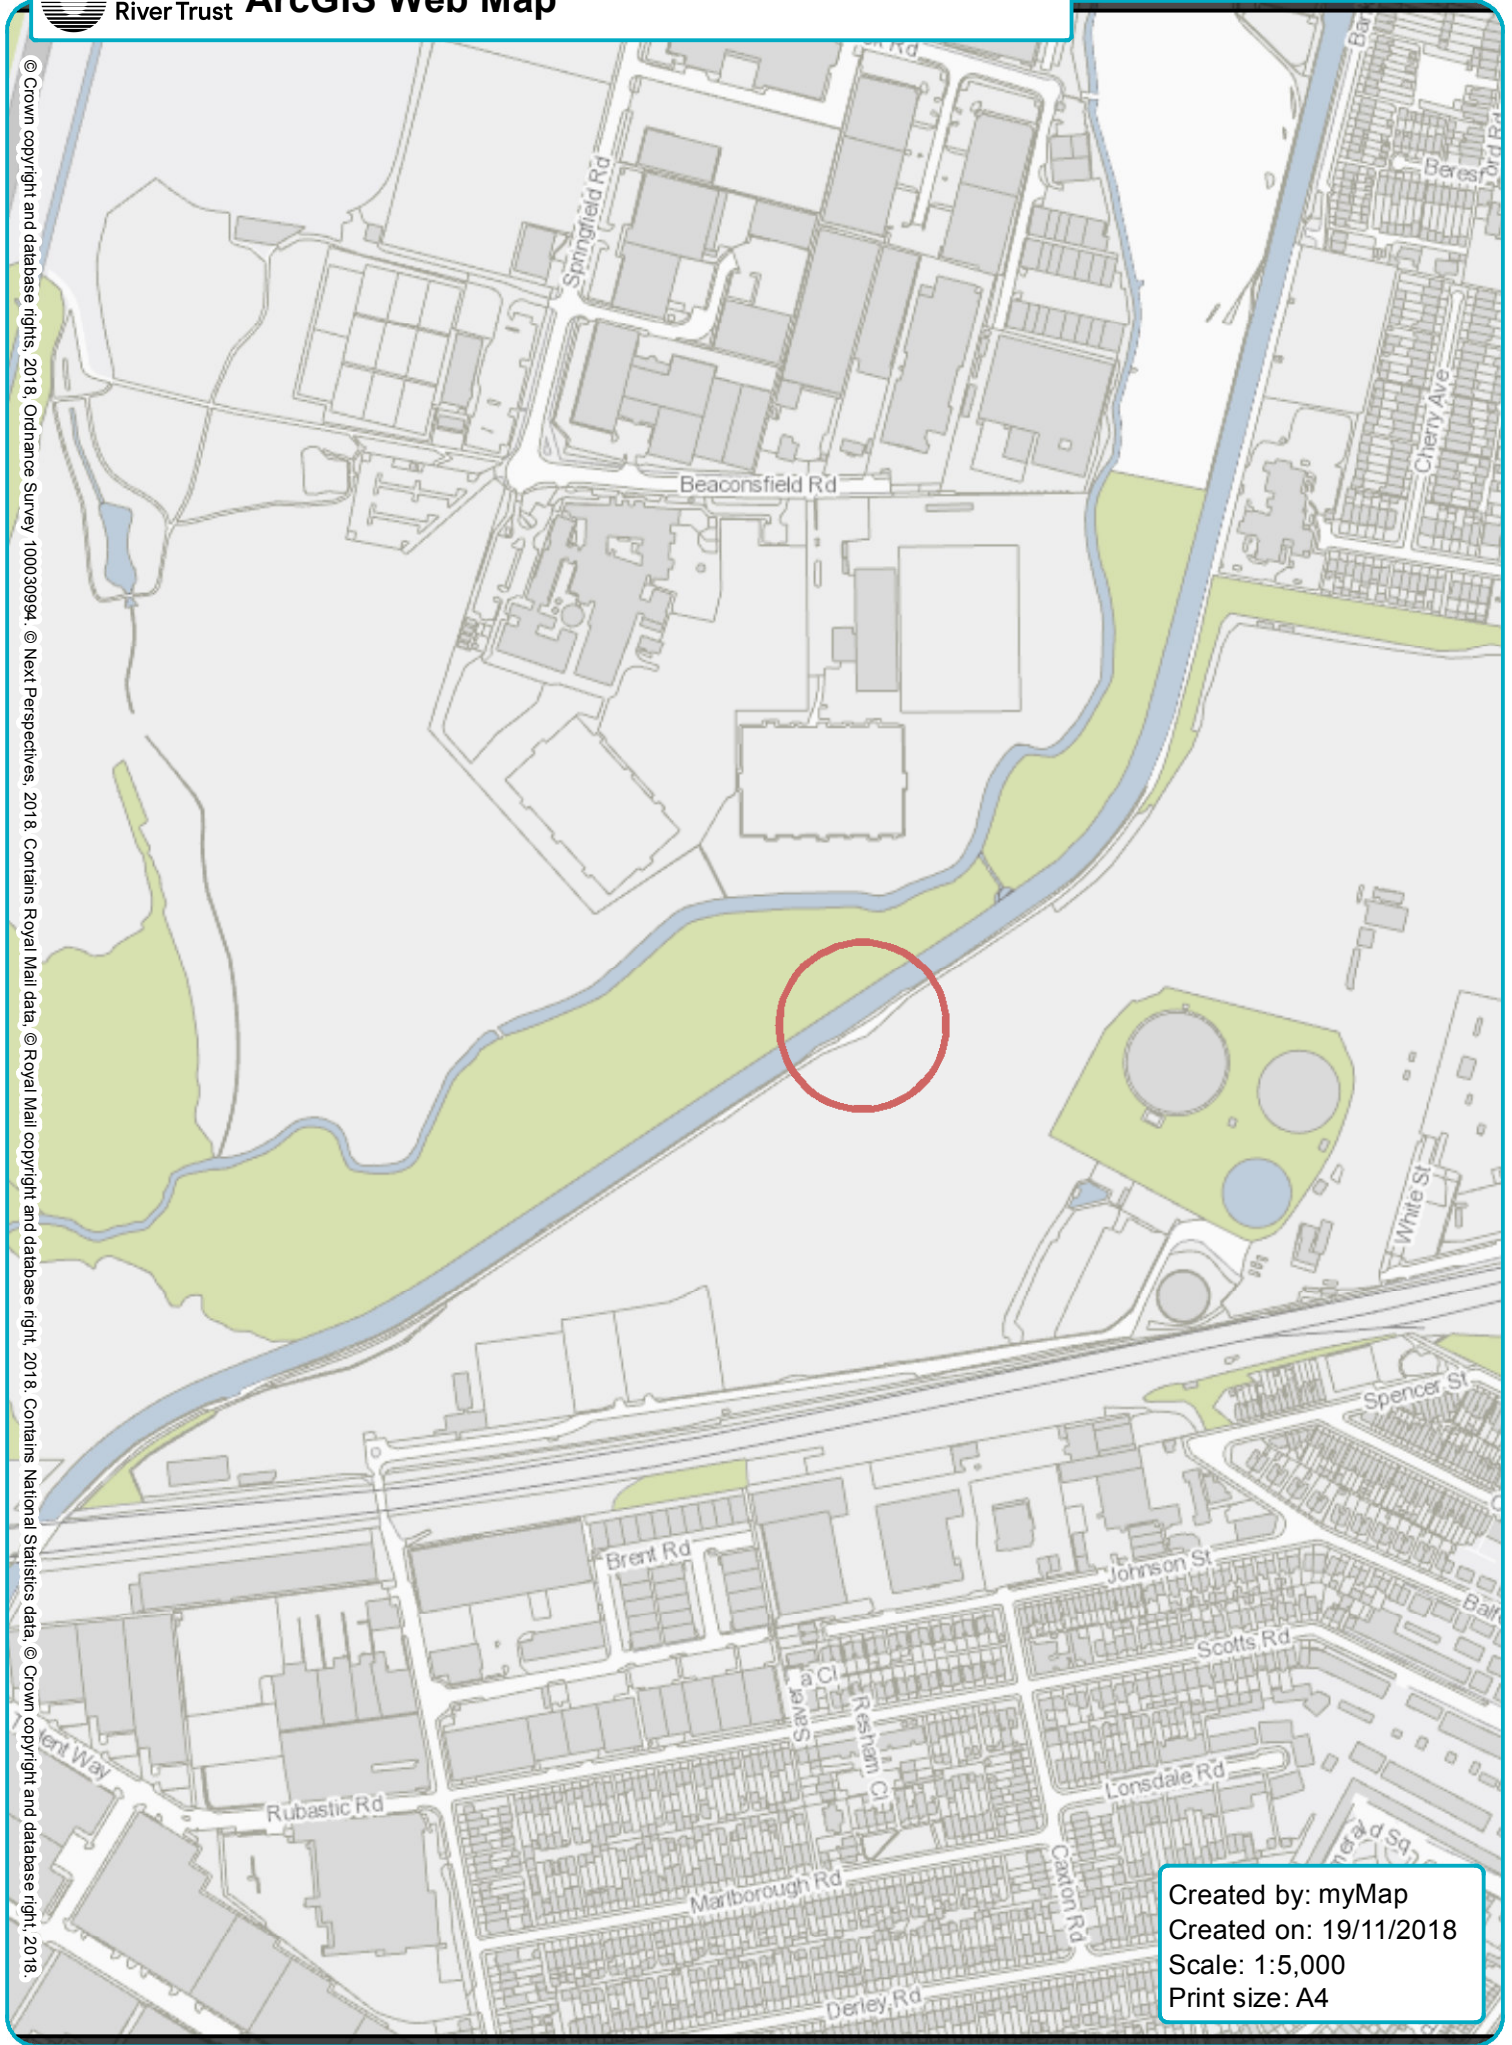 River Trust ArcGIS Web Map
Rd
Springfield Rd
Beresford Rd
Cherry Ave
Beaconsfield Rd
White St
Spencer St
Brent Rd
Johnson St
Scotts Rd
a Cl
Resham Cl
Lonsdale Rd
Way
Rubastic Rd
Marlborough Rd
Caxton Rd
Derley Rd
© Crown copyright and database rights, 2018, Ordnance Survey 100030994. © Next Perspectives, 2018. Contains Royal Mail data, © Royal Mail copyright and database right, 2018. Contains National Statistics data, © Crown copyright and database right, 2018.
Created by: myMap
Created on: 19/11/2018
Scale: 1:5,000
Print size: A4